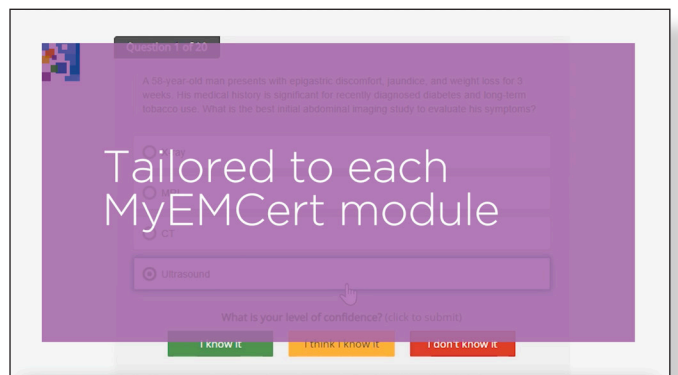 Question 1 of 20
A 58-year-old man presents with epigastric discomfort, jaundice, and weight loss for 3
weeks. His medical history is significant for recently diagnosed diabetes and long-term
tobacco use. What is the best initial abdominal imaging study to evaluate his symptoms?
Tailored to each
MyEMCert module
CT
Ultrasound
What is your level of confidence? (click to submit)
I know it
I think I know it
I don't know it